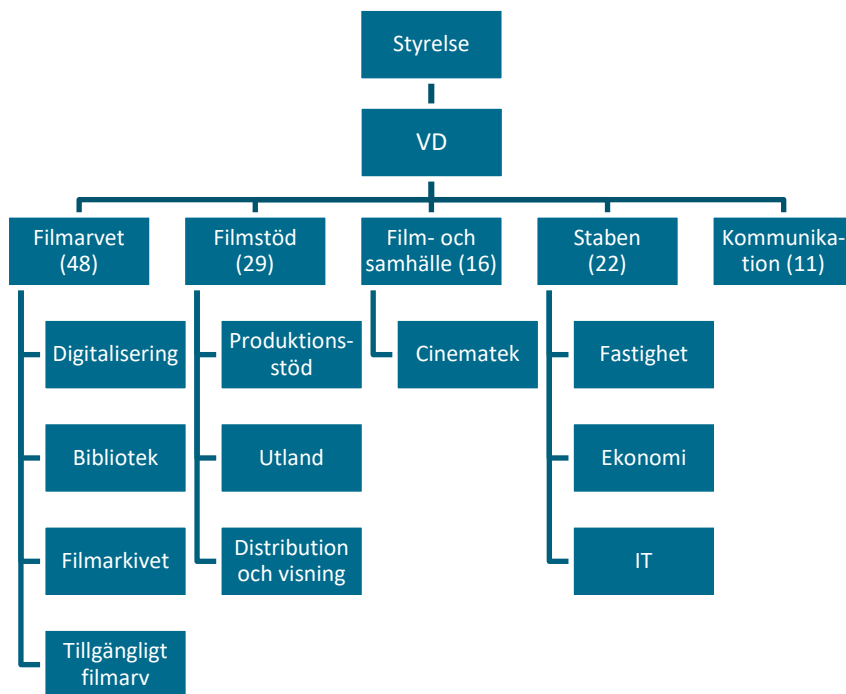 Styrelse
VD
Filmarvet
(48)
Filmstöd
(29)
Film- och
samhälle (16)
Staben
(22)
Kommunika-
tion (11)
Digitalisering
Produktions-
stöd
Cinematek
Fastighet
Bibliotek
Utland
Ekonomi
Filmarkivet
Distribution
och visning
IT
Tillgängligt
filmarv